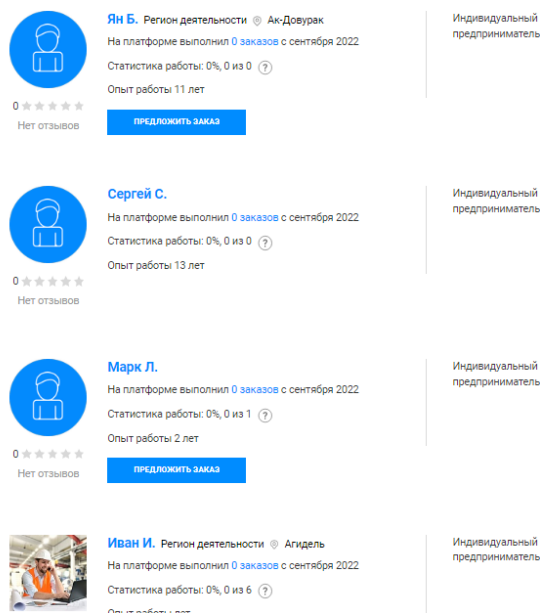 Ян Б. Регион деятельности Ак-Довурак
На платформе выполнил 0 заказов с сентября 2022
Статистика работы: 0%, 0 из 0 ?
Опыт работы 11 лет
ПРЕДЛОЖИТЬ ЗАКАЗ
0
Нет отзывов
Индивидуальный
предприниматель
Сергей С.
На платформе выполнил 0 заказов с сентября 2022
Статистика работы: 0%, 0 из 0 ?
Опыт работы 13 лет
0
Нет отзывов
Индивидуальный
предприниматель
Марк Л.
На платформе выполнил 0 заказов с сентября 2022
Статистика работы: 0%, 0 из 1 ?
Опыт работы 2 лет
ПРЕДЛОЖИТЬ ЗАКАЗ
0
Нет отзывов
Индивидуальный
предприниматель
Иван И. Регион деятельности Агидель
На платформе выполнил 0 заказов с сентября 2022
Статистика работы: 0%, 0 из 6 ?
Опыт работы лет
Индивидуальный
предприниматель